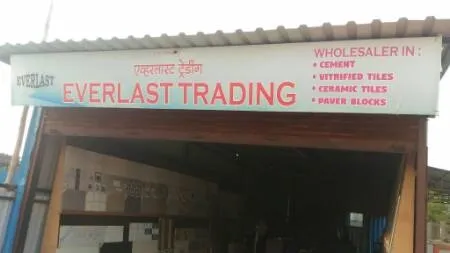 EVERLAST
एव्हरलास्ट ट्रेडींग
EVERLAST TRADING
WHOLESALER IN :
• CEMENT
• VITRIFIED TILES
• CERAMIC TILES
• PAVER BLOCKS